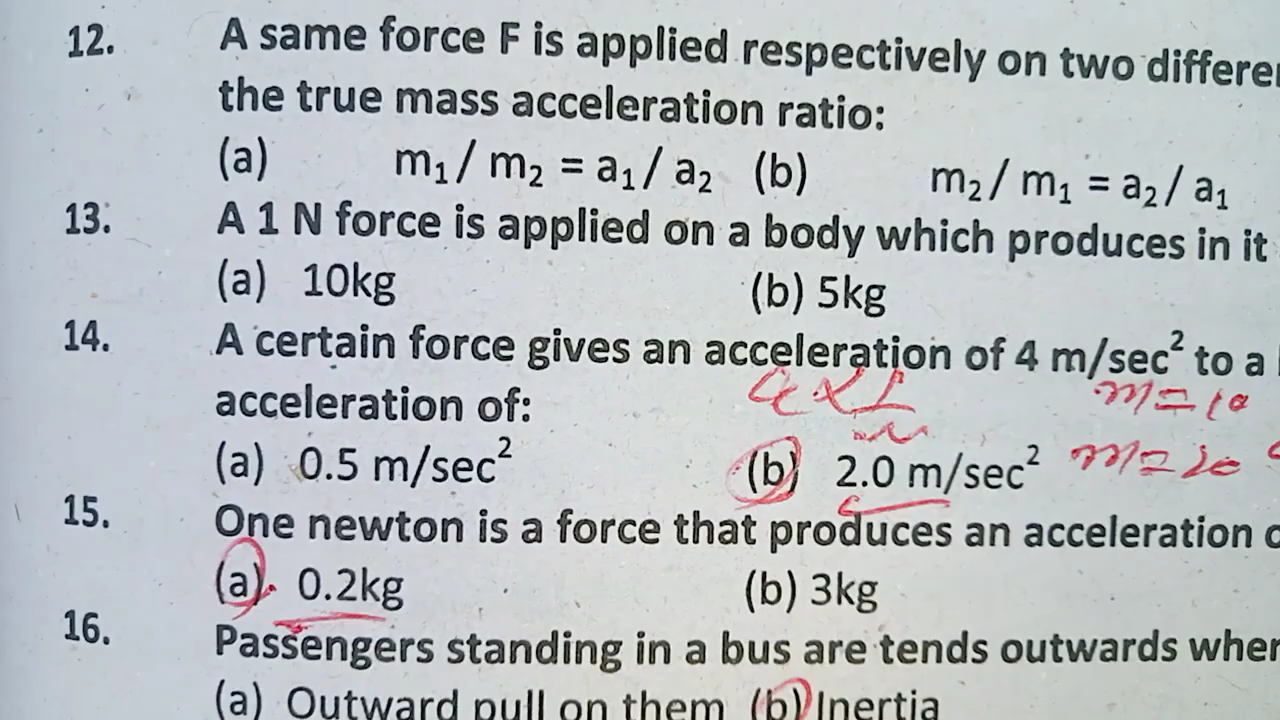 12. A same force F is applied respectively on two
the true mass acceleration ratio:
(a) m₁ / m₂ = a₁ / a₂ (b) m₂ / m₁ = a₂ / a₁
13. A 1 N force is applied on a body which produces in it
(a) 10kg (b) 5kg
14. A certain force gives an acceleration of 4 m/sec² to a
acceleration of:
m = 10
(a) 0.5 m/sec² (b) 2.0 m/sec² m = 20
15. One newton is a force that produces an acceleration
(a) 0.2kg (b) 3kg
16. Passengers standing in a bus are tends outwards
(a) Outward pull on them (b) Inertia